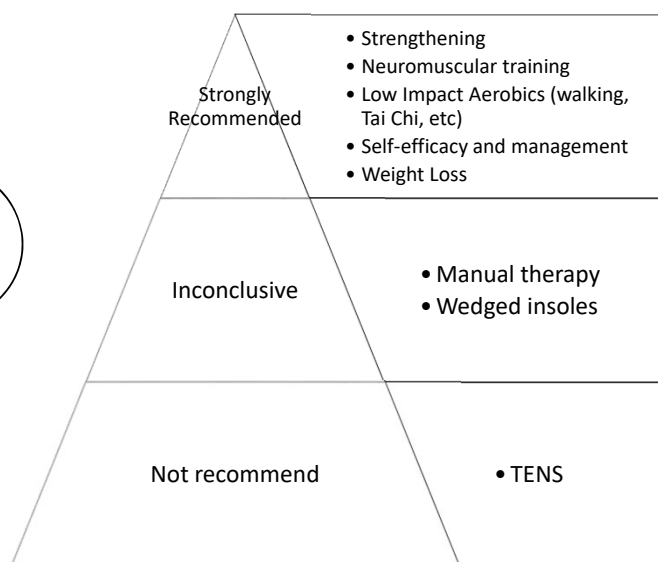 Strongly
Recommended
• Strengthening
• Neuromuscular training
• Low Impact Aerobics (walking,
Tai Chi, etc)
• Self-efficacy and management
• Weight Loss
Inconclusive
• Manual therapy
• Wedged insoles
Not recommend
• TENS